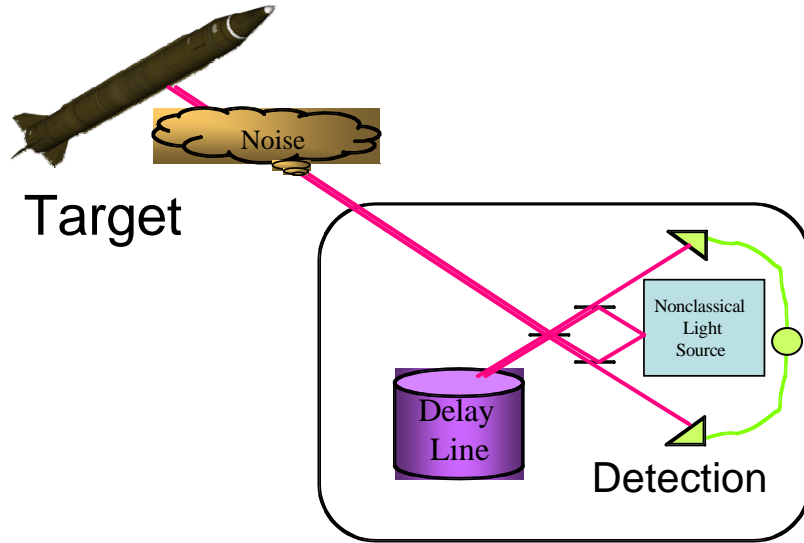 Noise
Target
Nonclassical
Light
Source
Delay
Line
Detection